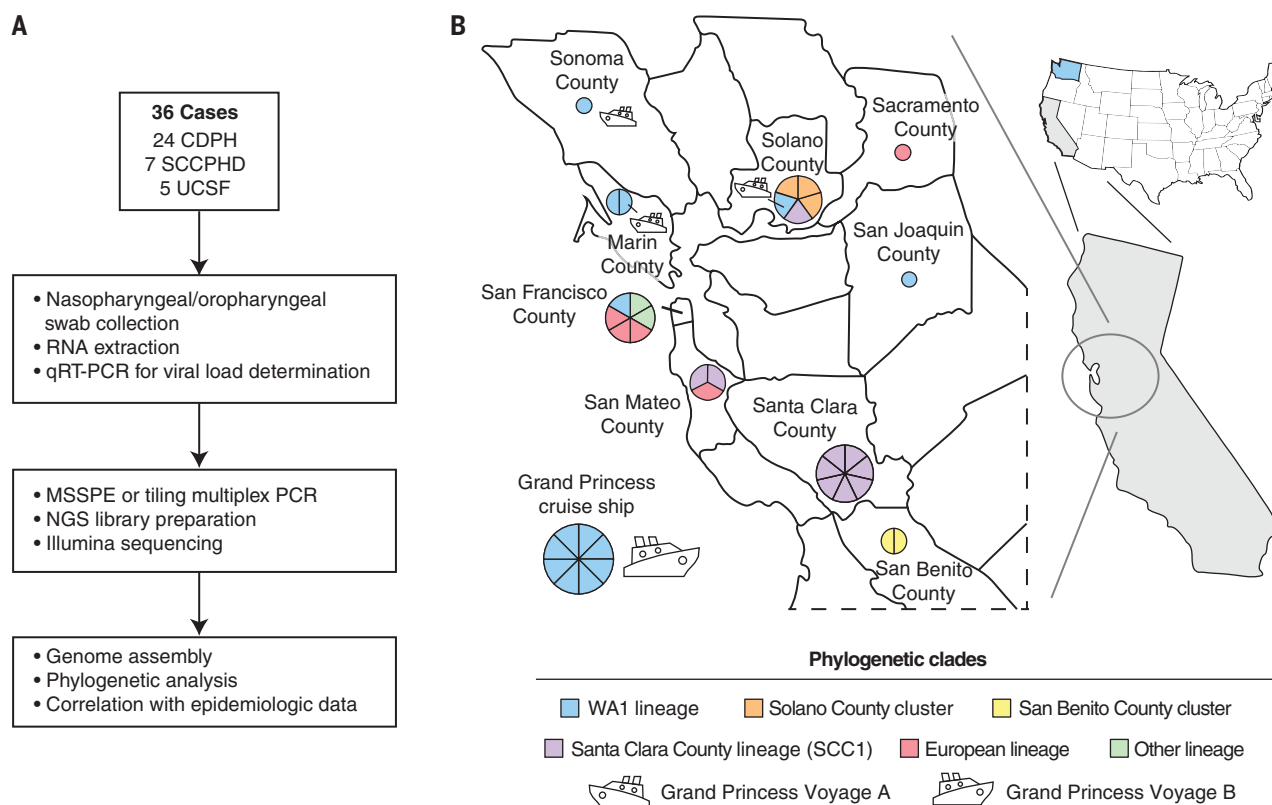 A
36 Cases
24 CDPH
7 SCCPHD
5 UCSF
• Nasopharyngeal/oropharyngeal
swab collection
• RNA extraction
• qRT-PCR for viral load determination
• MSSPE or tiling multiplex PCR
• NGS library preparation
• Illumina sequencing
• Genome assembly
• Phylogenetic analysis
• Correlation with epidemiologic data
B
Sonoma
County
Solano
County
Sacramento
County
Marin
County
San Joaquin
County
San Francisco
County
San Mateo
County
Santa Clara
County
Grand Princess
cruise ship
San Benito
County
Phylogenetic clades
WA1 lineage
Solano County cluster
San Benito County cluster
Santa Clara County lineage (SCC1)
European lineage
Other lineage
Grand Princess Voyage A
Grand Princess Voyage B